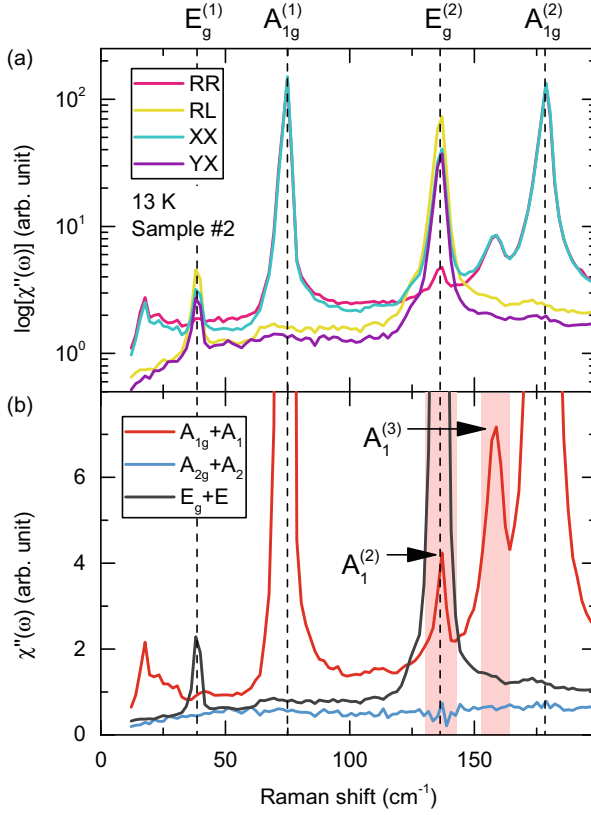 E_g^(1) A_1g^(1) E_g^(2) A_1g^(2)
(a)
RR
RL
XX
YX
13 K
Sample #2
10^2
10^1
10^0
log[χ''(ω)] (arb. unit)
(b)
A_1g+A_1
A_2g+A_2
E_g+E
A_1^(3)
A_1^(2)
6
4
2
0
χ''(ω) (arb. unit)
0 50 100 150
Raman shift (cm^-1)